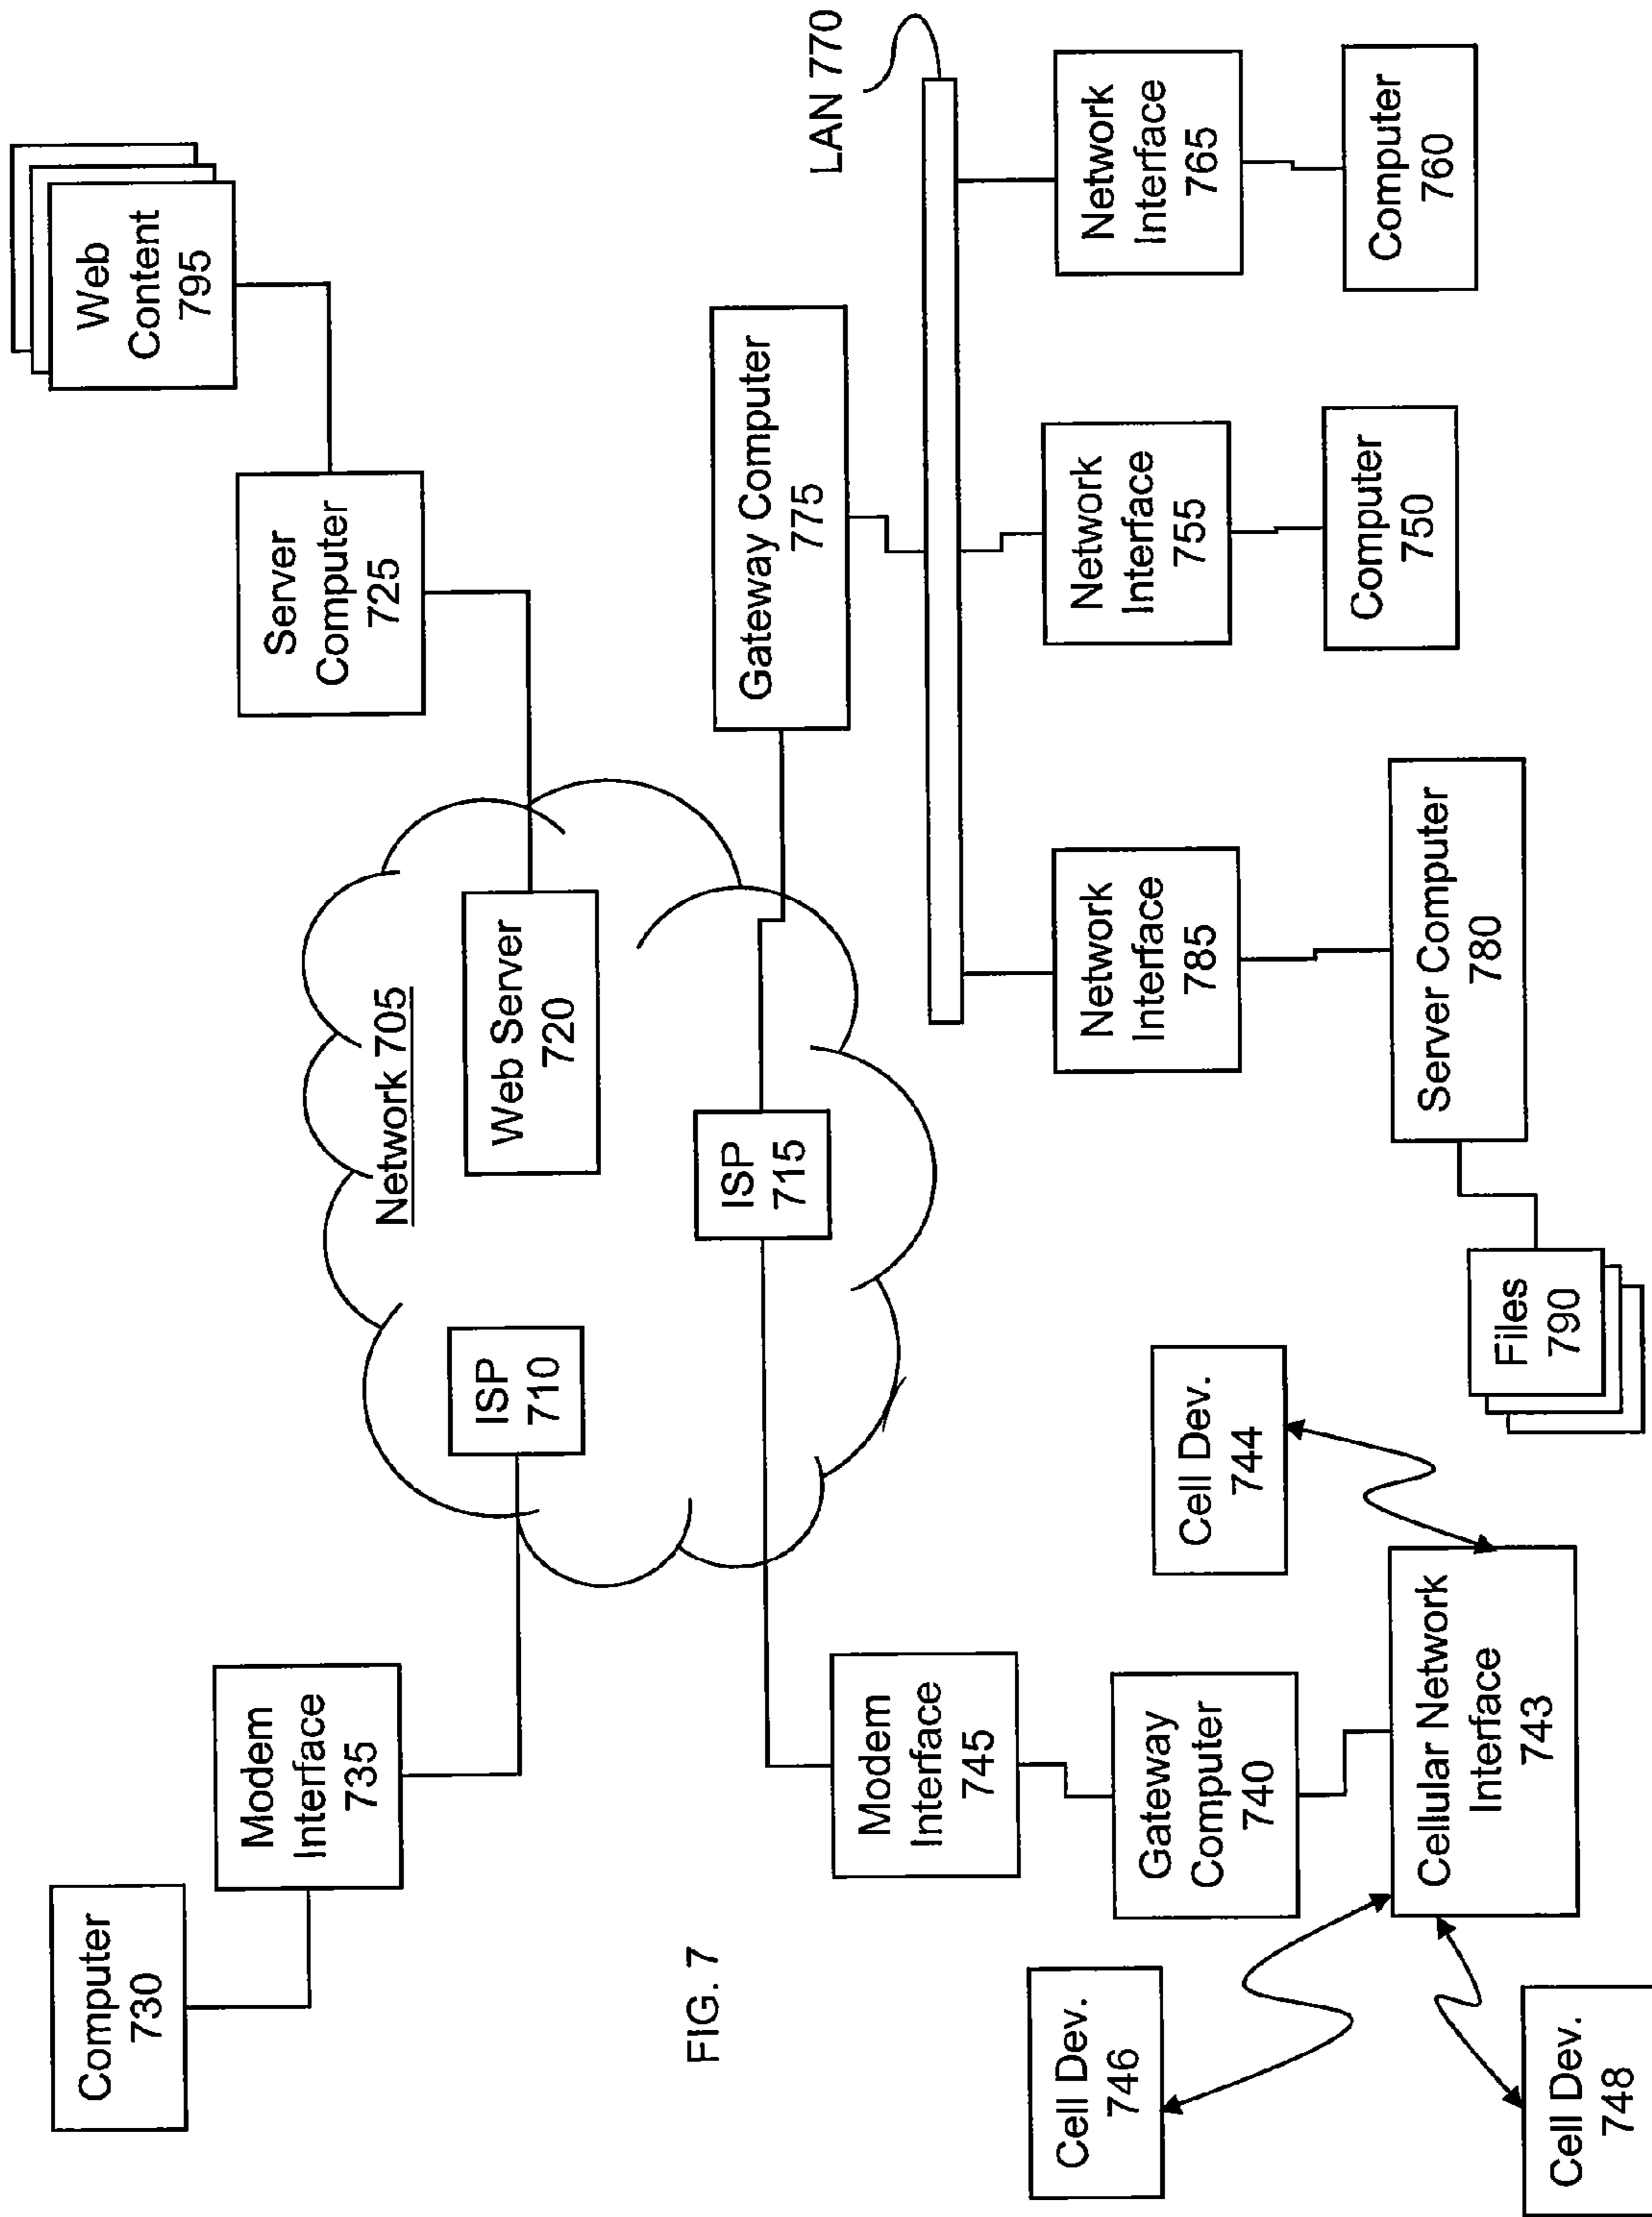 Computer
730
Modem
Interface
735
ISP
710
Network 705
Web Server
720
Server
Computer
725
Web
Content
795
ISP
715
Gateway Computer
775
LAN 770
Modem
Interface
745
Gateway
Computer
740
Cellular Network
Interface
743
Cell Dev.
744
Cell Dev.
746
Cell Dev.
748
Network
Interface
785
Server Computer
780
Files
790
Network
Interface
755
Computer
750
Network
Interface
765
Computer
760
FIG. 7